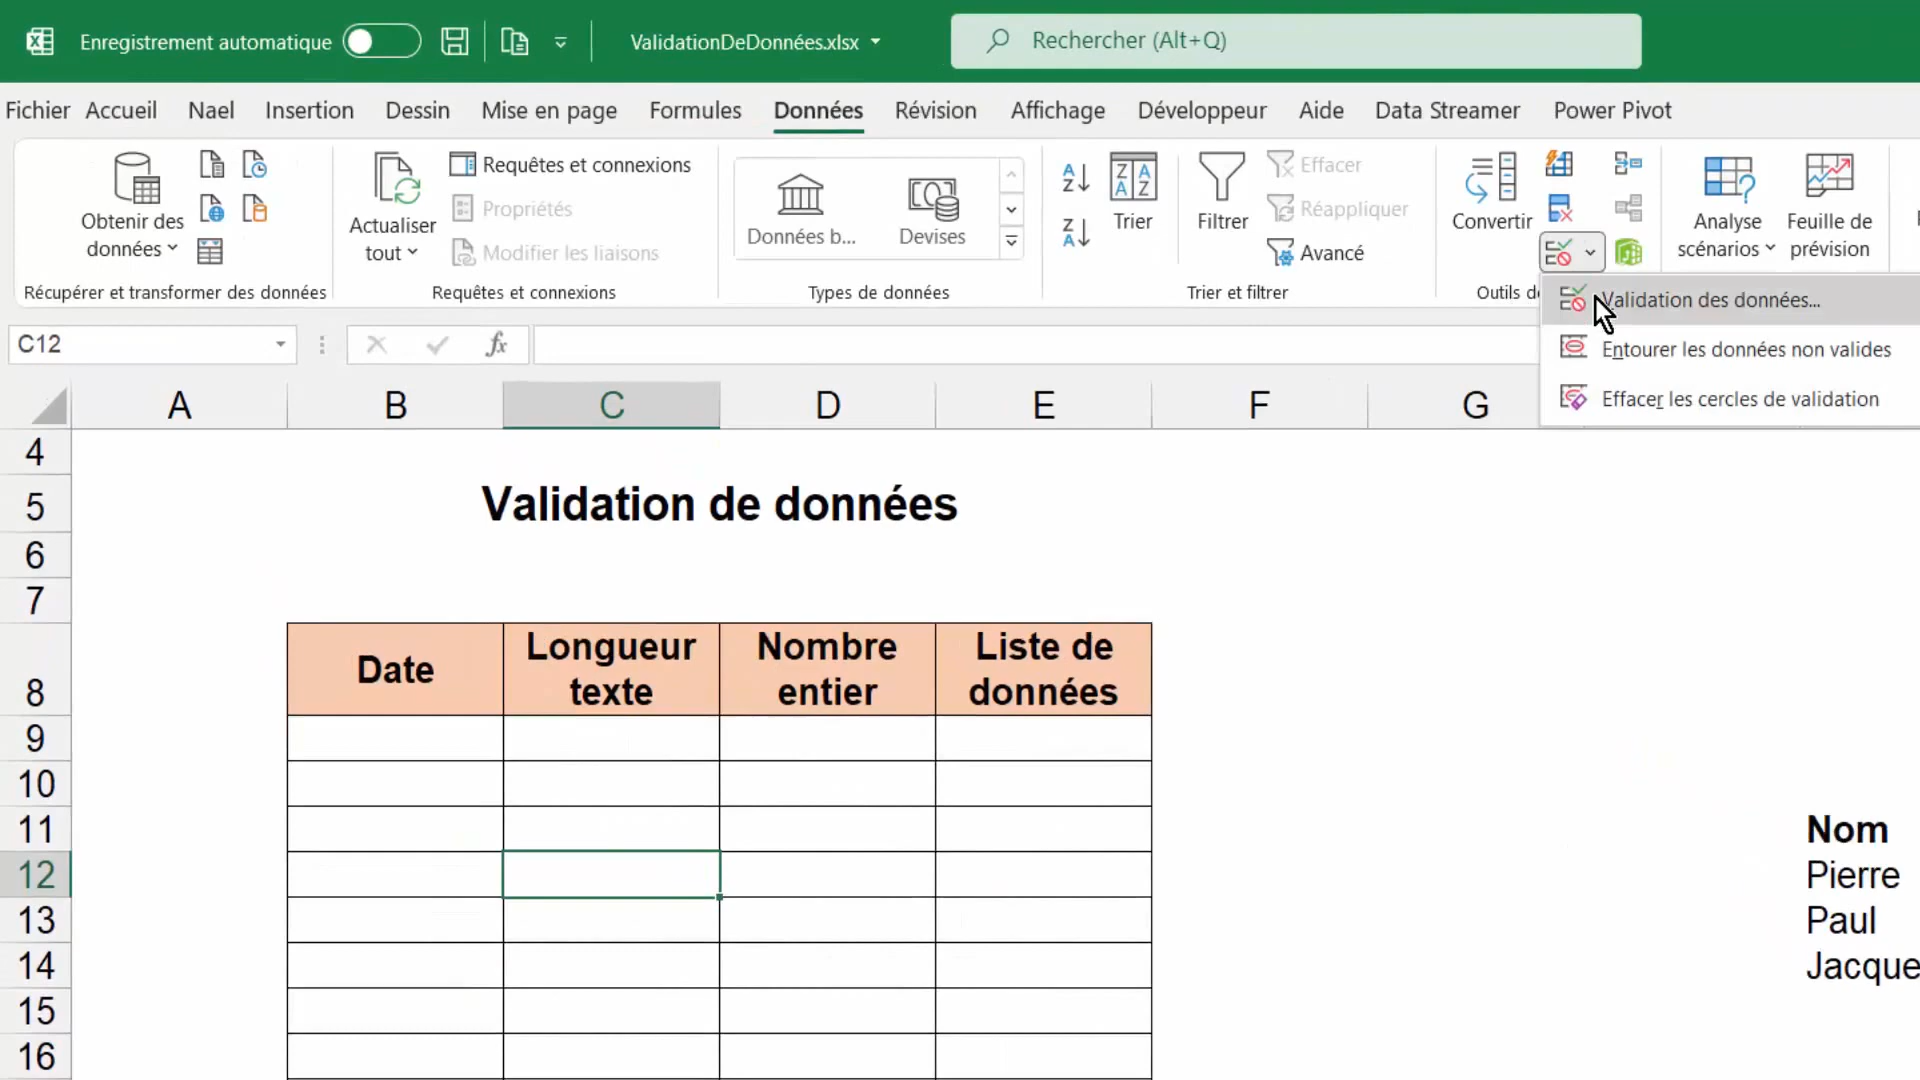 Enregistrement automatique
ValidationDeDonnées.xlsx
Rechercher (Alt+Q)
Fichier Accueil Nael Insertion Dessin Mise en page Formules Données Révision Affichage Développeur Aide Data Streamer Power Pivot
Obtenir des
données
Récupérer et transformer des données
Actualiser
tout
Requêtes et connexions
Propriétés
Modifier les liaisons
Requêtes et connexions
Données b...
Devises
Types de données
Trier
Filtrer
Effacer
Réappliquer
Avancé
Trier et filtrer
Convertir
Outils d
Analyse
scénarios
Feuille de
prévision
Validation des données...
Entourer les données non valides
Effacer les cercles de validation
C12
fx
A B C D E F G
4
5 Validation de données
6
7
8 Date Longueur texte Nombre entier Liste de données
9
10
11 Nom
12 Pierre
13 Paul
14 Jacque
15
16